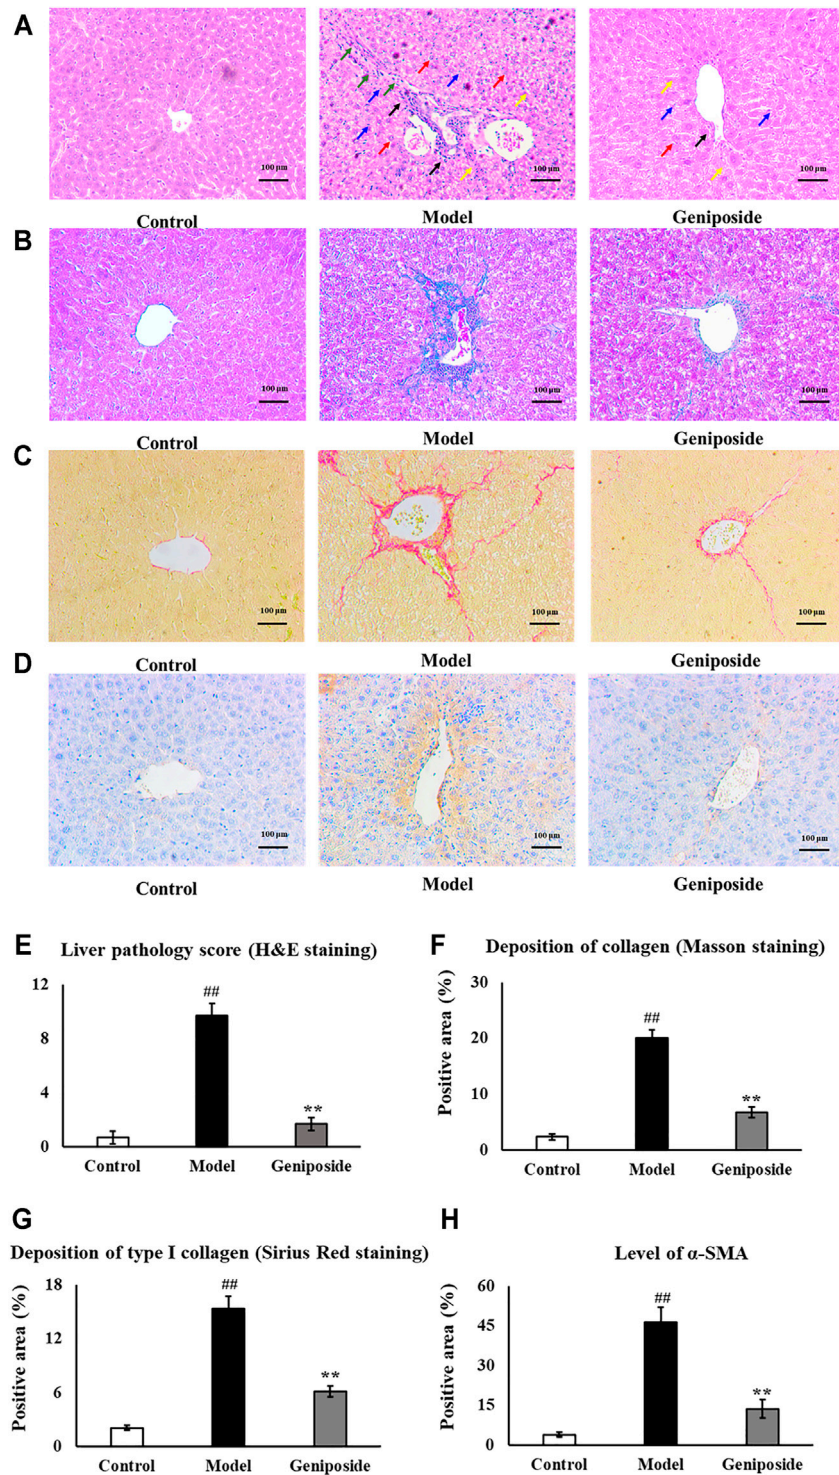 A
100 μm
100 μm
100 μm
Control
Model
Geniposide
B
100 μm
100 μm
100 μm
Control
Model
Geniposide
C
100 μm
100 μm
100 μm
Control
Model
Geniposide
D
100 μm
100 μm
100 μm
Control
Model
Geniposide
E
Liver pathology score (H&E staining)
12
9
6
3
0
##
**
Control
Model
Geniposide
F
Deposition of collagen (Masson staining)
Positive area (%)
30
20
10
0
##
**
Control
Model
Geniposide
G
Deposition of type I collagen (Sirius Red staining)
Positive area (%)
18
12
6
0
##
**
Control
Model
Geniposide
H
Level of α-SMA
Positive area (%)
60
45
30
15
0
##
**
Control
Model
Geniposide